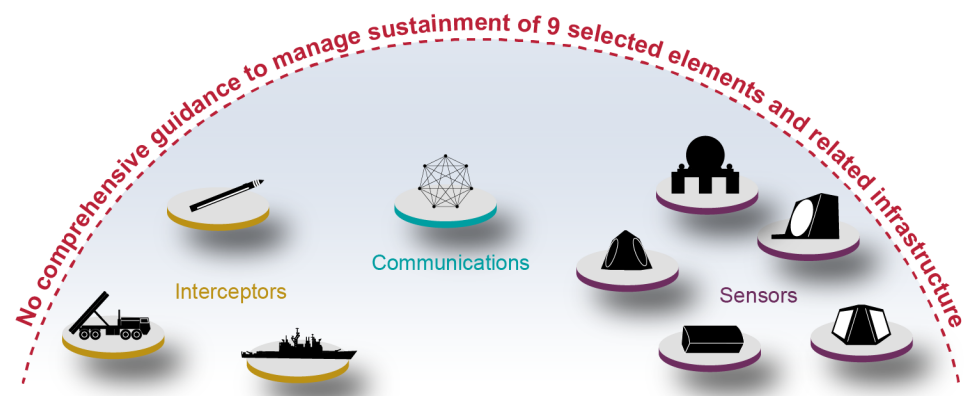 No comprehensive guidance to manage sustainment of 9 selected elements and related infrastructure
Communications
Interceptors
Sensors